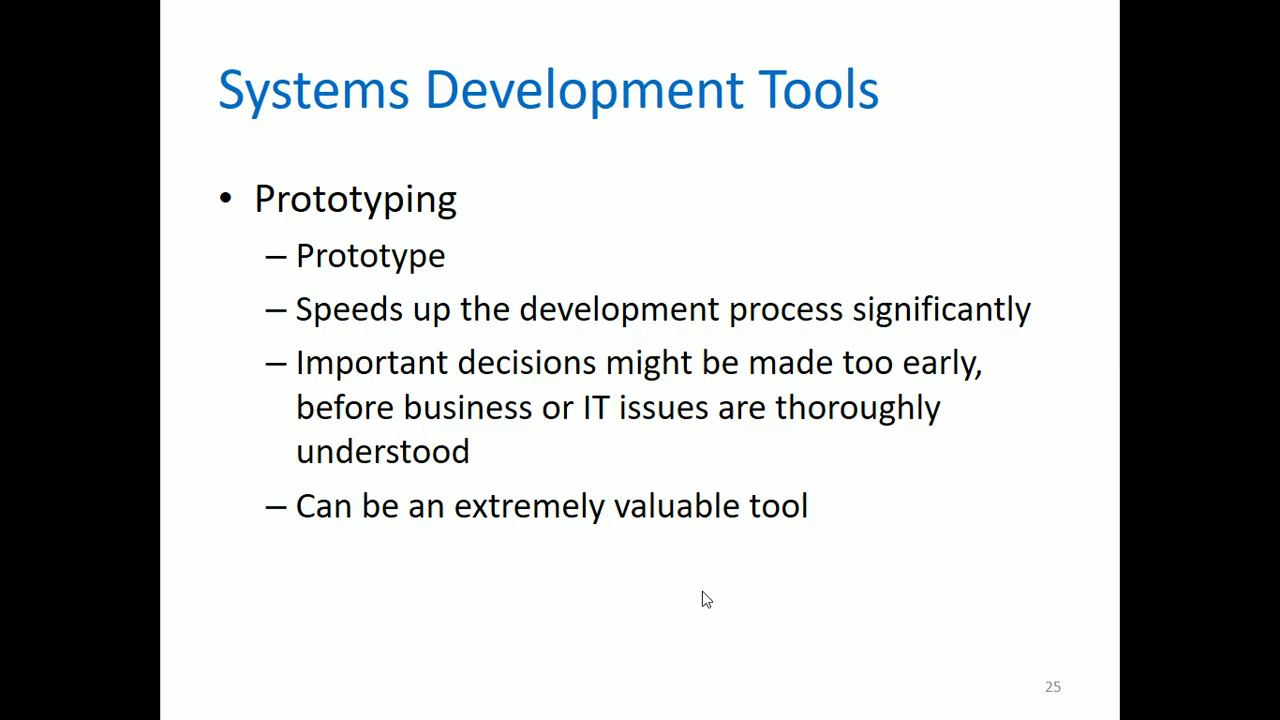 Systems Development Tools
• Prototyping
– Prototype
– Speeds up the development process significantly
– Important decisions might be made too early,
before business or IT issues are thoroughly
understood
– Can be an extremely valuable tool
25